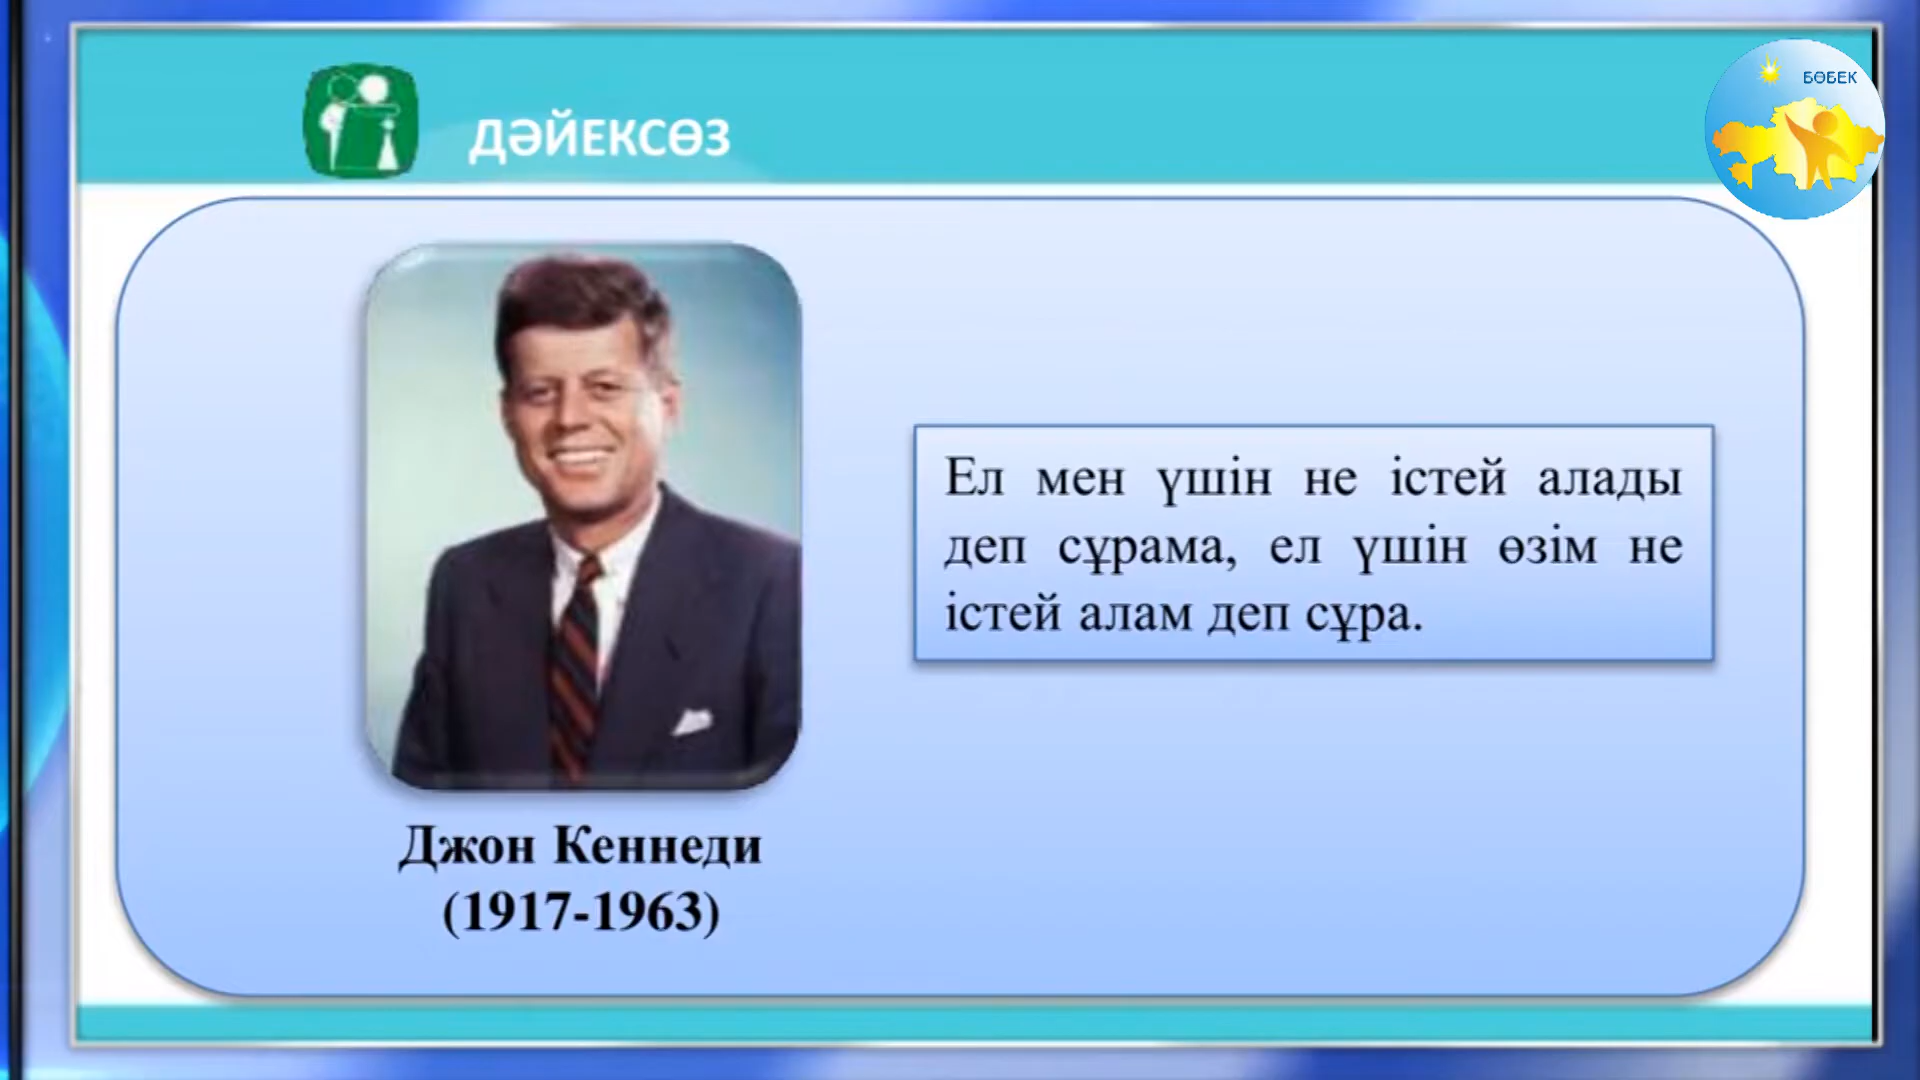 БӨБЕК
ДӘЙЕКСӨЗ
Ел мен үшін не істей алады
деп сұрама, ел үшін өзім не
істей алам деп сұра.
Джон Кеннеди
(1917-1963)